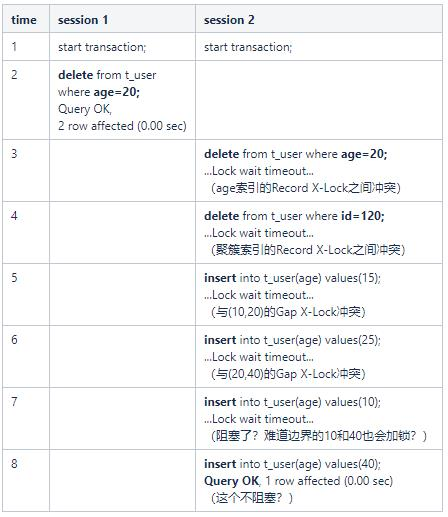 time session 1 session 2
1 start transaction; start transaction;
2 delete from t_user
where age=20;
Query OK,
2 row affected (0.00 sec)
3 delete from t_user where age=20;
...Lock wait timeout...
（age索引的Record X-Lock之间冲突）
4 delete from t_user where id=120;
...Lock wait timeout...
（聚簇索引的Record X-Lock之间冲突）
5 insert into t_user(age) values(15);
...Lock wait timeout...
（与(10,20)的Gap X-Lock冲突）
6 insert into t_user(age) values(25);
...Lock wait timeout...
（与(20,40)的Gap X-Lock冲突）
7 insert into t_user(age) values(10);
...Lock wait timeout...
（阻塞了？难道边界的10和40也会加锁？）
8 insert into t_user(age) values(40);
Query OK, 1 row affected (0.00 sec)
（这个不阻塞？）